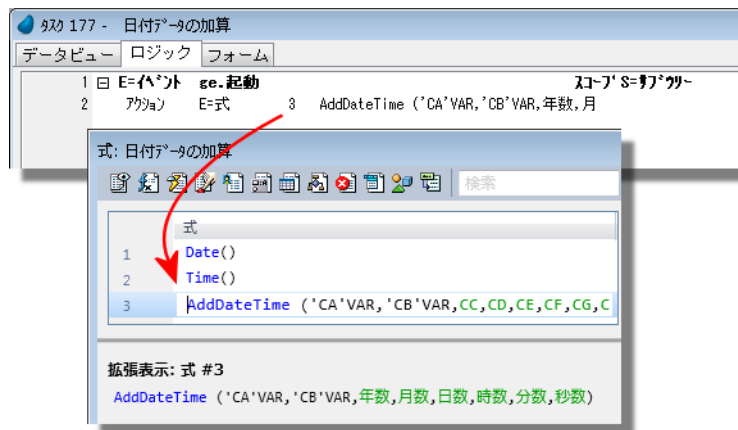 タスク 177 -   日付データの加算
データビュー ロジック フォーム
1 E=イベント ge.起動 スコープ S=サブツリー
2 アクション E=式 3 AddDateTime ('CA'VAR,'CB'VAR,年数,月
式: 日付データの加算
検索
式
1 Date()
2 Time()
3 AddDateTime ('CA'VAR,'CB'VAR,CC,CD,CE,CF,CG,C
拡張表示: 式 #3
AddDateTime ('CA'VAR,'CB'VAR,年数,月数,日数,時数,分数,秒数)